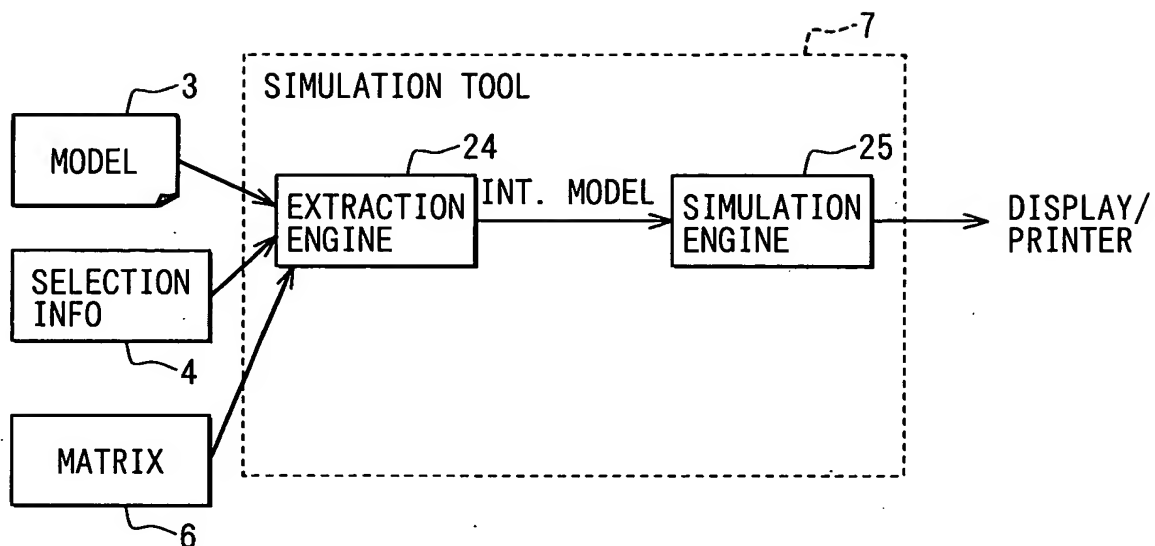 7
SIMULATION TOOL
3
MODEL
24
25
EXTRACTION
ENGINE
INT. MODEL
SIMULATION
ENGINE
DISPLAY/
PRINTER
SELECTION
INFO
4
MATRIX
6